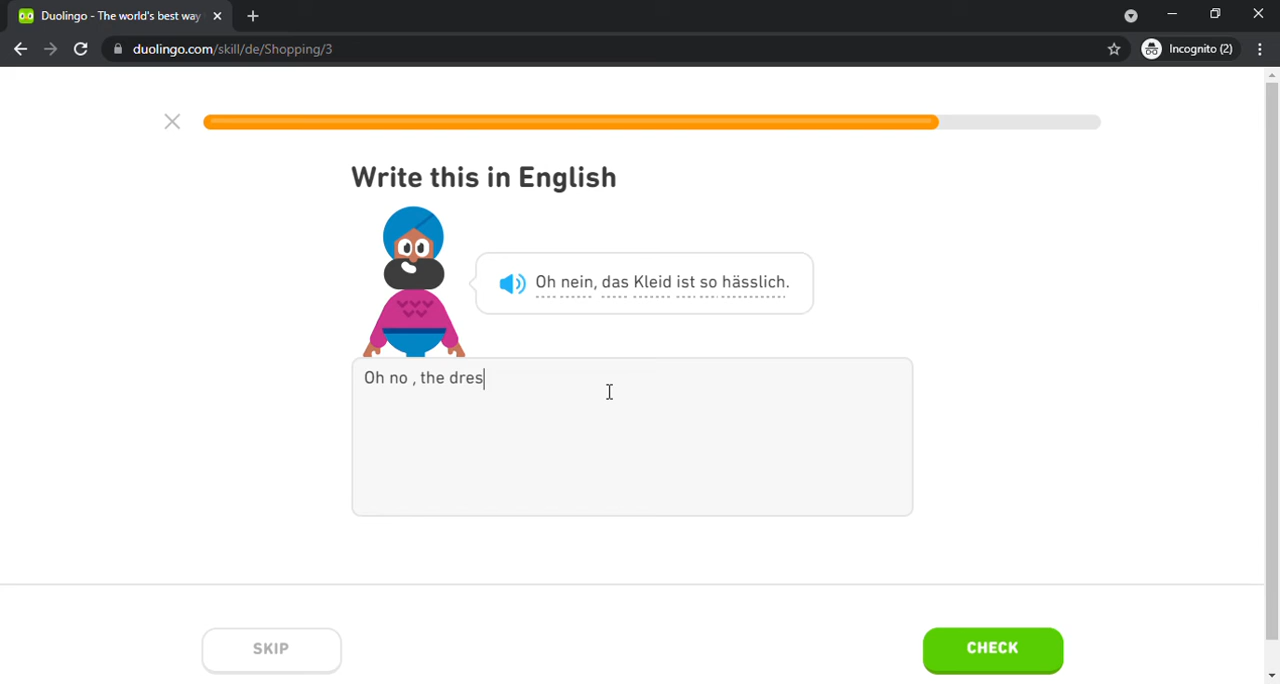 Duolingo - The world's best way
duolingo.com/skill/de/Shopping/3
Incognito (2)
Write this in English
Oh nein, das Kleid ist so hässlich.
Oh no , the dres
SKIP
CHECK